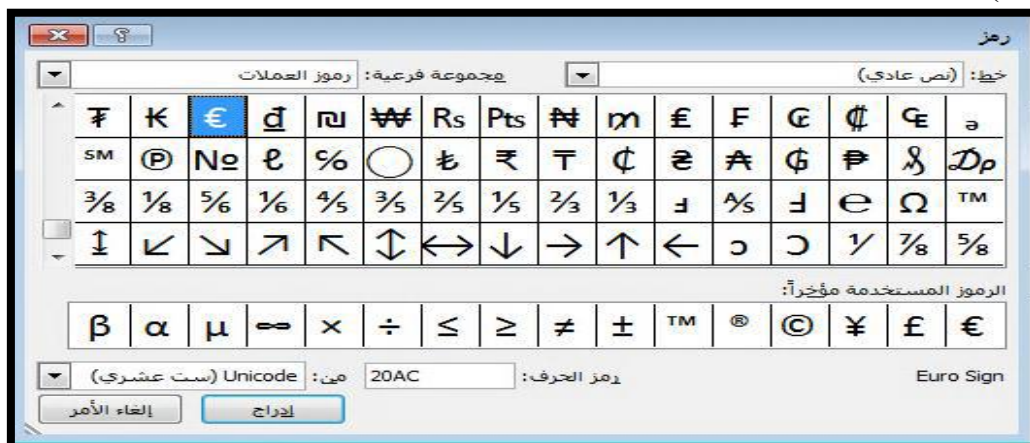 رمز
خط: (نص عادي) مجموعة فرعية: رموز العملات
ə ₠ ₡ ₢ ₣ ₤ ₥ ₦ ₧ ₨ ₩ ₪ ₫ € ₭ ₮
₯ ₰ ₱ ₲ ₳ ₴ ₵ ₸ ₹ ₺ ◯ ℅ ℓ № ℗ ℠
™ Ω ℮ Ⅎ ⅍ ⅎ ⅓ ⅔ ⅕ ⅖ ⅗ ⅘ ⅙ ⅚ ⅛ ⅜
⅝ ⅞ ⅟ Ↄ ↄ ← ↑ → ↓ ↔ ↕ ↖ ↗ ↘ ↙ ↨
الرموز المستخدمة مؤخراً:
€ £ ¥ © ® ™ ± ≠ ≤ ≥ ÷ × ∞ µ α β
Euro Sign رمز الحرف: 20AC من: Unicode (ست عشري)
إدراج إلغاء الأمر